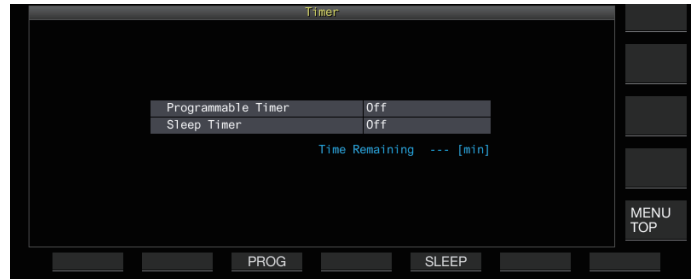 Timer
Programmable Timer Off
Sleep Timer Off
Time Remaining --- [min]
MENU
TOP
PROG SLEEP